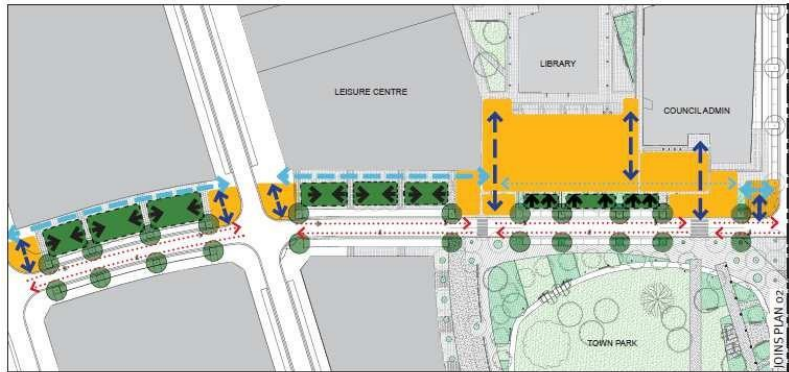 LIBRARY
LEISURE CENTRE
COUNCIL ADMIN
TOWN PARK
JOINS PLAN 02